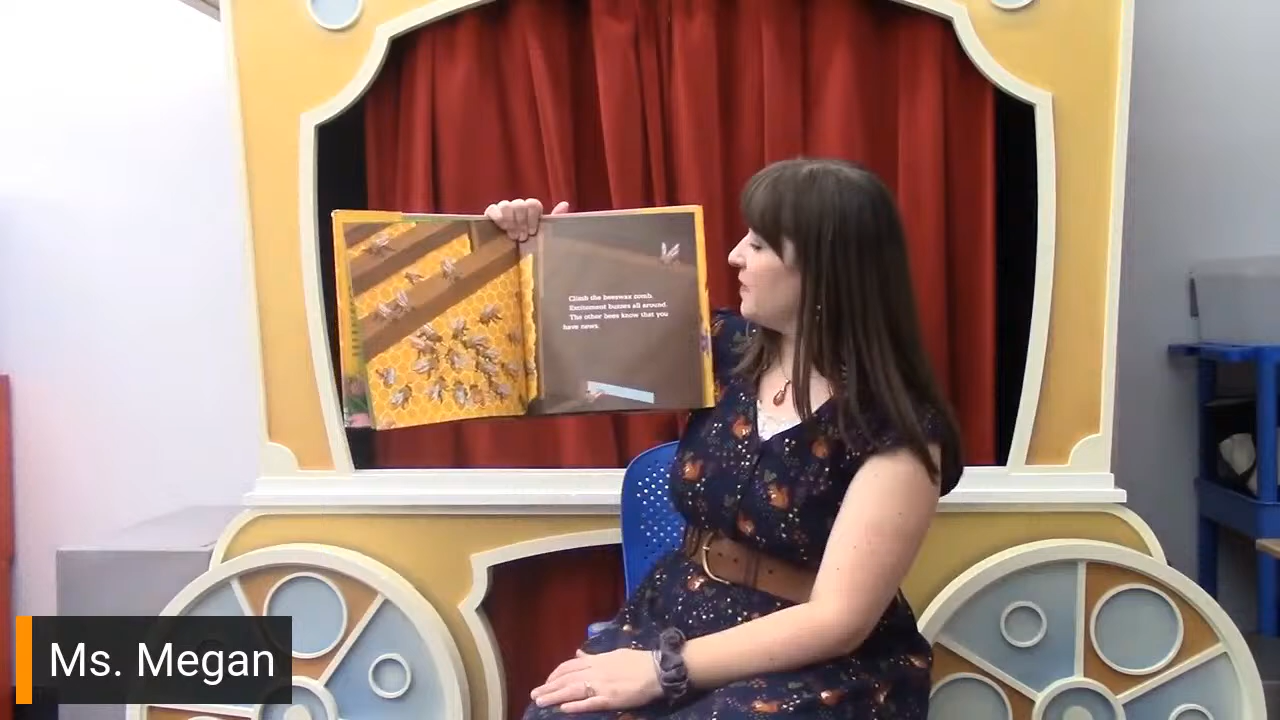 Climb the beeswax comb.
Excitement buzzes all around.
The other bees know that you
have news.
Ms. Megan